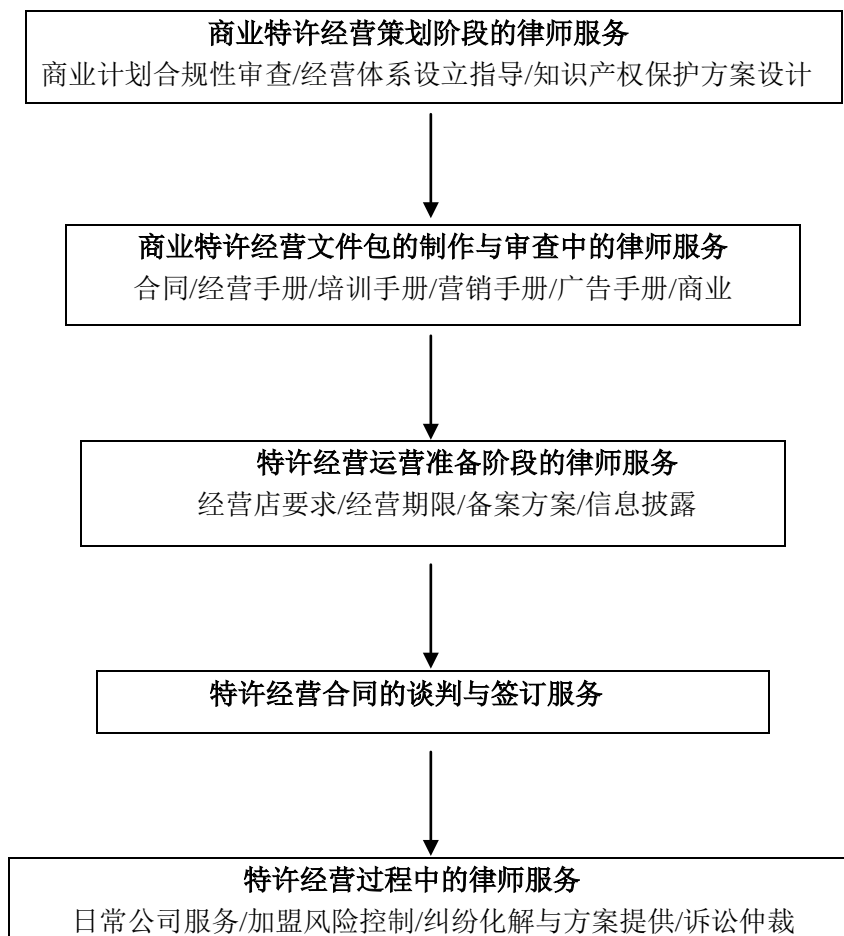 商业特许经营策划阶段的律师服务
商业计划合规性审查/经营体系设立指导/知识产权保护方案设计
商业特许经营文件包的制作与审查中的律师服务
合同/经营手册/培训手册/营销手册/广告手册/商业
特许经营运营准备阶段的律师服务
经营店要求/经营期限/备案方案/信息披露
特许经营合同的谈判与签订服务
特许经营过程中的律师服务
日常公司服务/加盟风险控制/纠纷化解与方案提供/诉讼仲裁